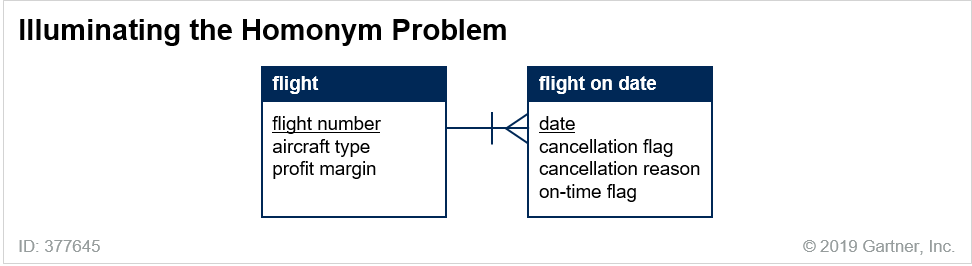 Illuminating the Homonym Problem
flight
flight number
aircraft type
profit margin
flight on date
date
cancellation flag
cancellation reason
on-time flag
ID: 377645
© 2019 Gartner, Inc.